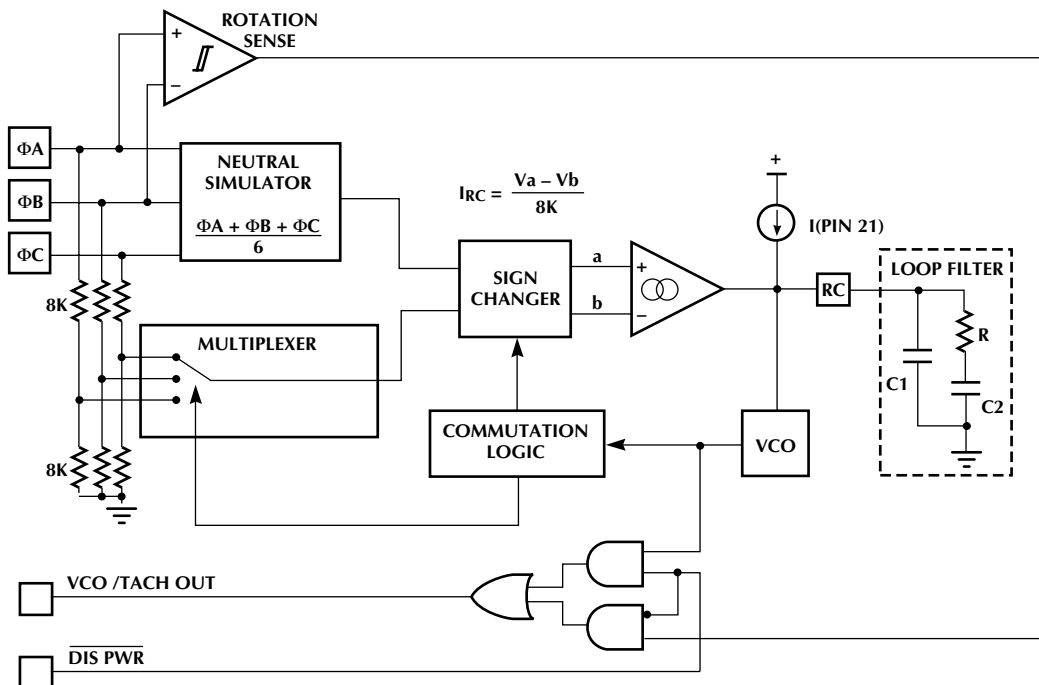 ROTATION
SENSE
+
−
ΦA
ΦB
ΦC
NEUTRAL
SIMULATOR
ΦA + ΦB + ΦC
6
I_RC = Va – Vb
8K
+
I(PIN 21)
8K
MULTIPLEXER
SIGN
CHANGER
a
b
+
−
RC
LOOP FILTER
R
C1
C2
COMMUTATION
LOGIC
VCO
8K
VCO /TACH OUT
DIS PWR